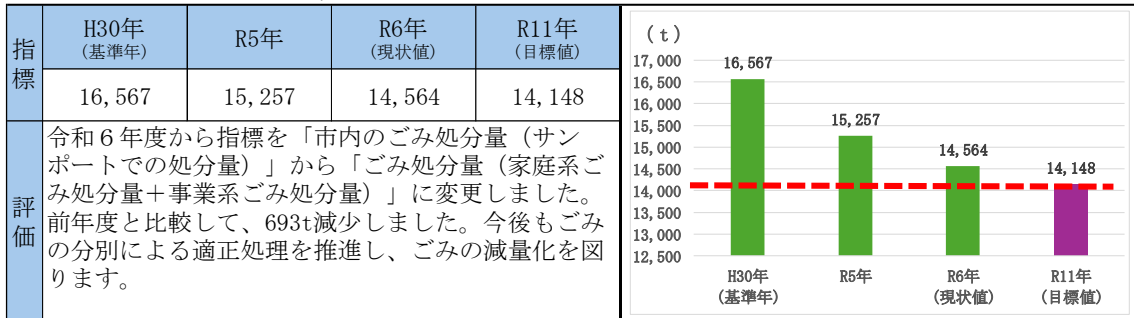 指標
H30年
(基準年)
R5年
R6年
(現状値)
R11年
(目標値)
16,567
15,257
14,564
14,148
評価
令和６年度から指標を「市内のごみ処分量（サン
ポートでの処分量）」から「ごみ処分量（家庭系ご
み処分量＋事業系ごみ処分量）」に変更しました。
前年度と比較して、693t減少しました。今後もごみ
の分別による適正処理を推進し、ごみの減量化を図
ります。
（t）
17,000
16,500
16,000
15,500
15,000
14,500
14,000
13,500
13,000
12,500
16,567
15,257
14,564
14,148
H30年
(基準年)
R5年
R6年
(現状値)
R11年
(目標値)